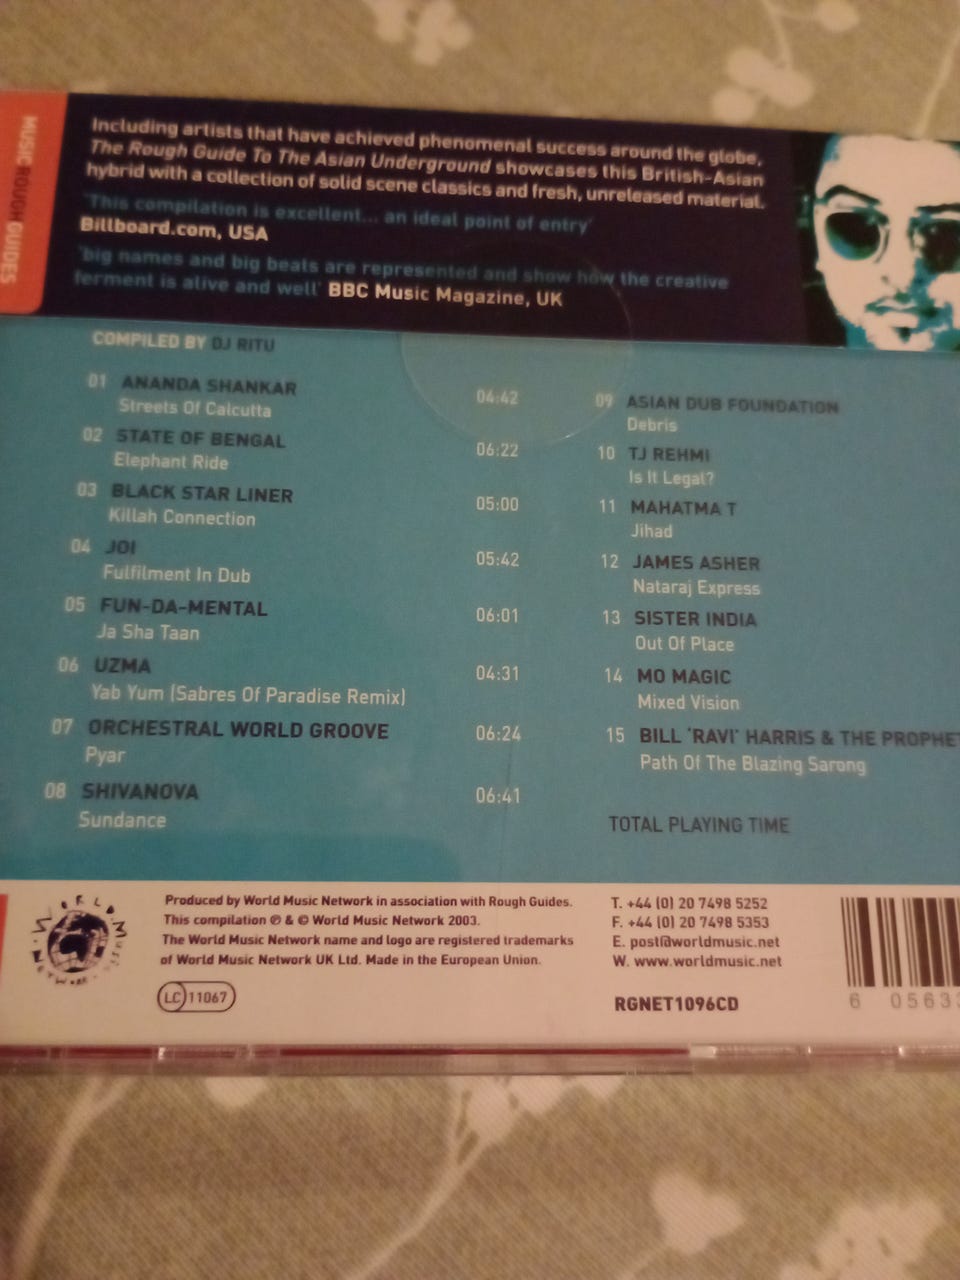 MUSIC ROUGH GUIDES
Including artists that have achieved phenomenal success around the globe,
The Rough Guide To The Asian Underground showcases this British-Asian
hybrid with a collection of solid scene classics and fresh, unreleased material.
'This compilation is excellent... an ideal point of entry'
Billboard.com, USA
'big names and big beats are represented and show how the creative
ferment is alive and well' BBC Music Magazine, UK
COMPILED BY DJ RITU
01 ANANDA SHANKAR 04:42
Streets Of Calcutta
02 STATE OF BENGAL 06:22
Elephant Ride
03 BLACK STAR LINER 05:00
Killah Connection
04 JOI 05:42
Fulfilment In Dub
05 FUN-DA-MENTAL 06:01
Ja Sha Taan
06 UZMA 04:31
Yab Yum (Sabres Of Paradise Remix)
07 ORCHESTRAL WORLD GROOVE 06:24
Pyar
08 SHIVANOVA 06:41
Sundance
09 ASIAN DUB FOUNDATION
Debris
10 TJ REHMI
Is It Legal?
11 MAHATMA T
Jihad
12 JAMES ASHER
Nataraj Express
13 SISTER INDIA
Out Of Place
14 MO MAGIC
Mixed Vision
15 BILL 'RAVI' HARRIS & THE PROPHET
Path Of The Blazing Sarong
TOTAL PLAYING TIME
WORLD MUSIC NETWORK
Produced by World Music Network in association with Rough Guides.
This compilation ℗ & © World Music Network 2003.
The World Music Network name and logo are registered trademarks
of World Music Network UK Ltd. Made in the European Union.
LC 11067
T. +44 (0) 20 7498 5252
F. +44 (0) 20 7498 5353
E. post@worldmusic.net
W. www.worldmusic.net
RGNET1096CD
6 05633